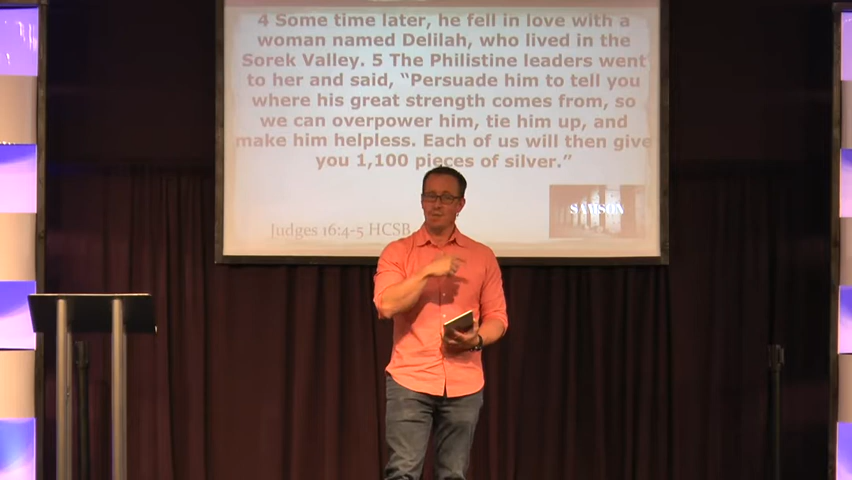 4 Some time later, he fell in love with a
woman named Delilah, who lived in the
Sorek Valley. 5 The Philistine leaders went
to her and said, “Persuade him to tell you
where his great strength comes from, so
we can overpower him, tie him up, and
make him helpless. Each of us will then give
you 1,100 pieces of silver.”
SAMSON
Judges 16:4-5 HCSB